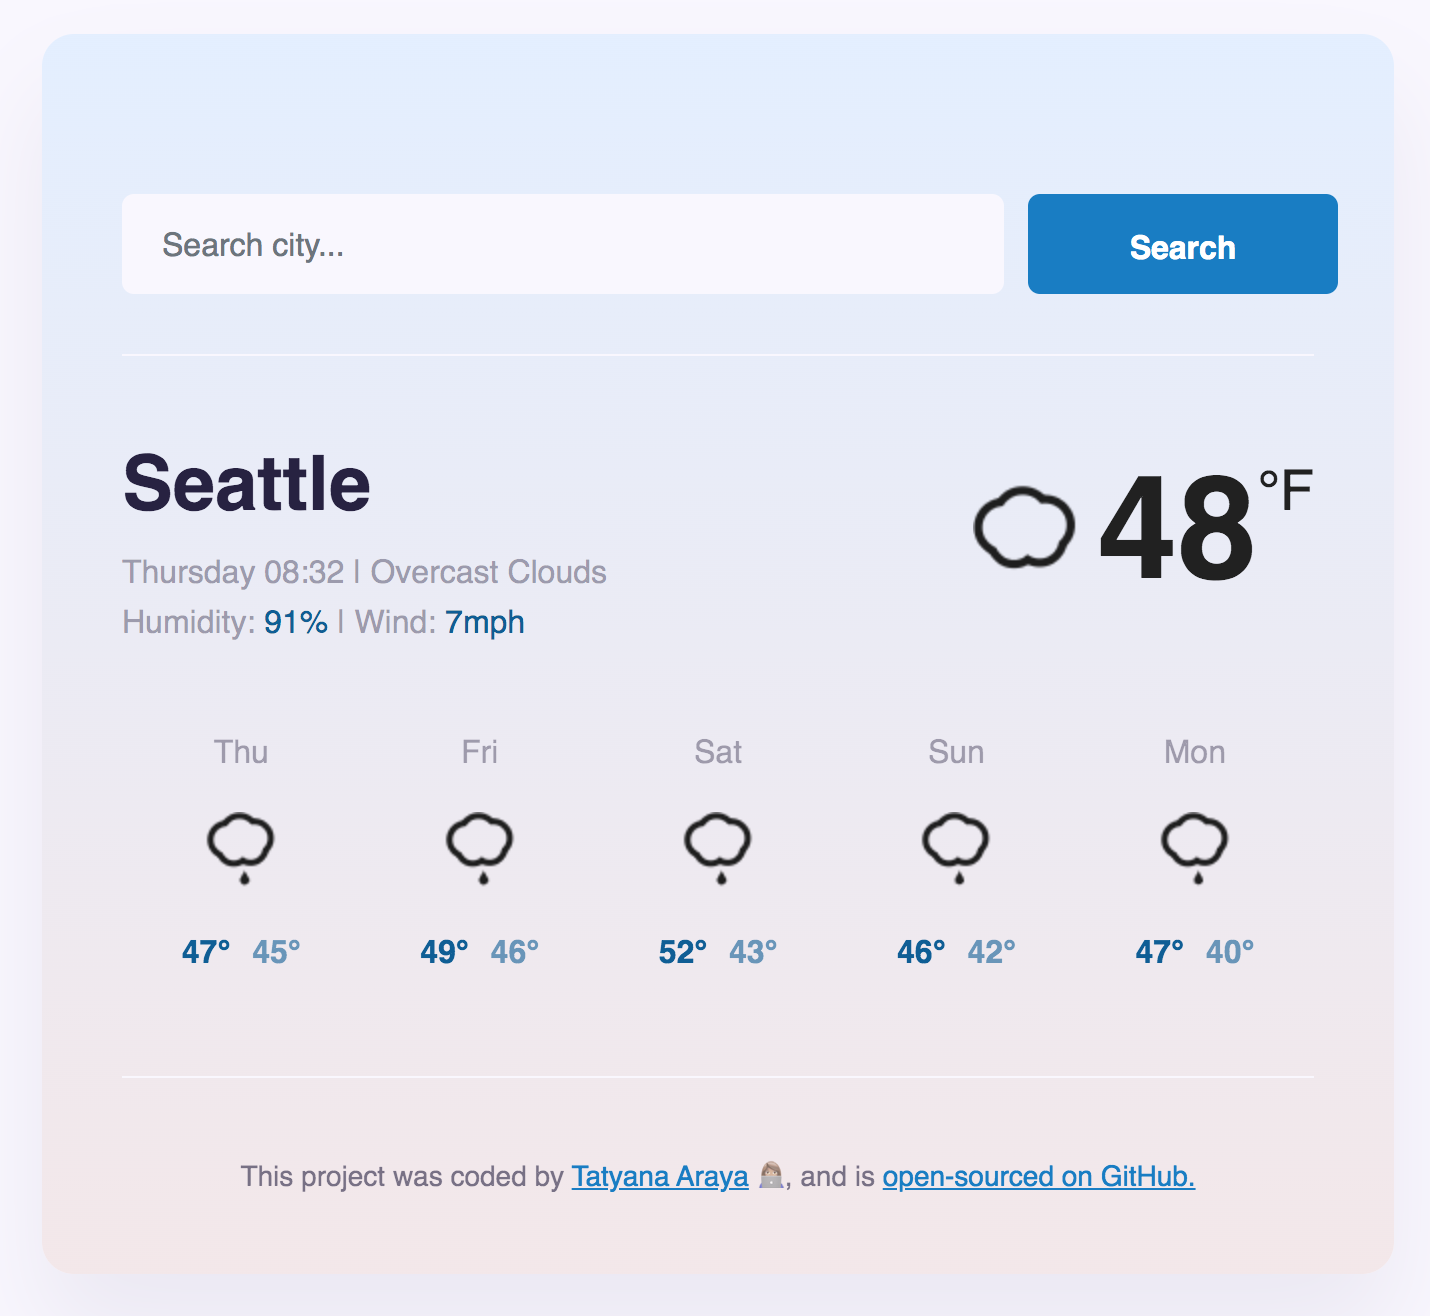 Search city...
Search
Seattle
48°F
Thursday 08:32 | Overcast Clouds
Humidity: 91% | Wind: 7mph
Thu Fri Sat Sun Mon
47° 45° 49° 46° 52° 43° 46° 42° 47° 40°
This project was coded by Tatyana Araya 👩🏼‍💻, and is open-sourced on GitHub.